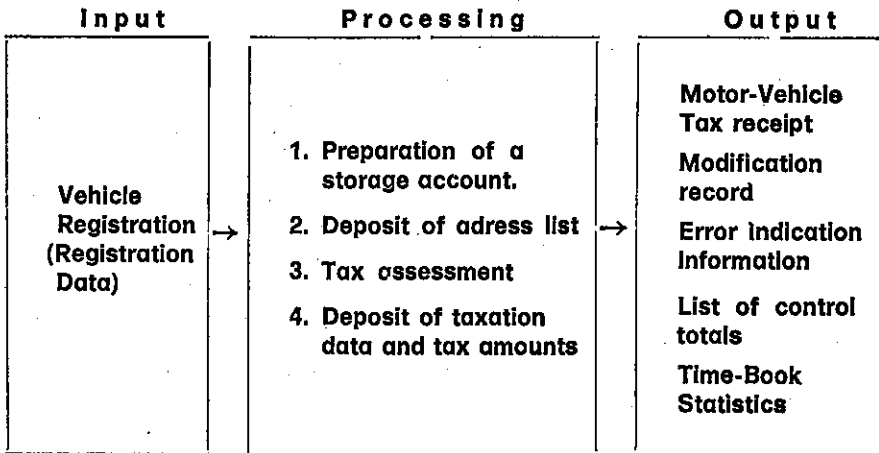 Input
Processing
Output
Vehicle
Registration
(Registration
Data)
→
1. Preparation of a
storage account.
2. Deposit of adress list
3. Tax assessment
4. Deposit of taxation
data and tax amounts
→
Motor-Vehicle
Tax receipt
Modification
record
Error Indication
Information
List of control
totals
Time-Book
Statistics